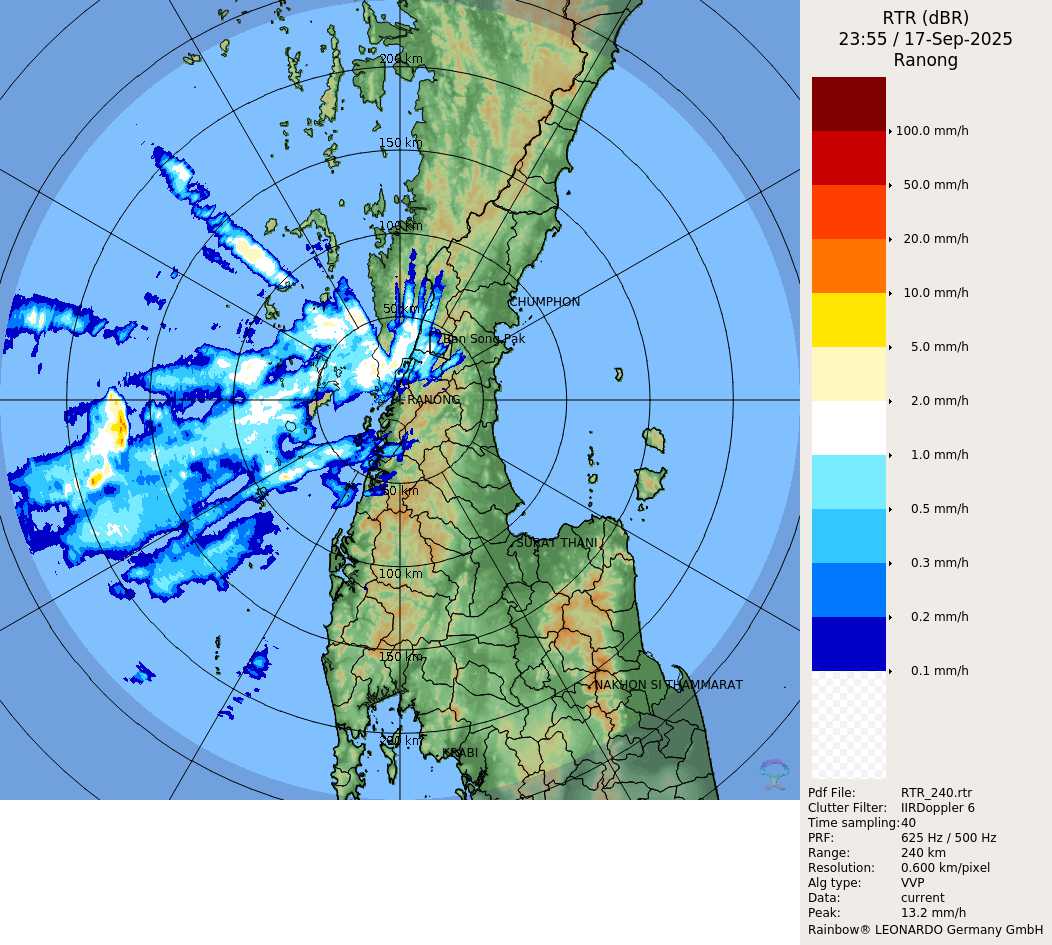 RTR (dBR)
23:55 / 17-Sep-2025
Ranong
200 km
150 km
100 km
50 km
CHUMPHON
Ban Song Pak
RANONG
50 km
SURAT THANI
100 km
150 km
NAKHON SI THAMMARAT
200 km
KRABI
100.0 mm/h
50.0 mm/h
20.0 mm/h
10.0 mm/h
5.0 mm/h
2.0 mm/h
1.0 mm/h
0.5 mm/h
0.3 mm/h
0.2 mm/h
0.1 mm/h
Pdf File: RTR_240.rtr
Clutter Filter: IIRDoppler 6
Time sampling: 40
PRF: 625 Hz / 500 Hz
Range: 240 km
Resolution: 0.600 km/pixel
Alg type: VVP
Data: current
Peak: 13.2 mm/h
Rainbow® LEONARDO Germany GmbH